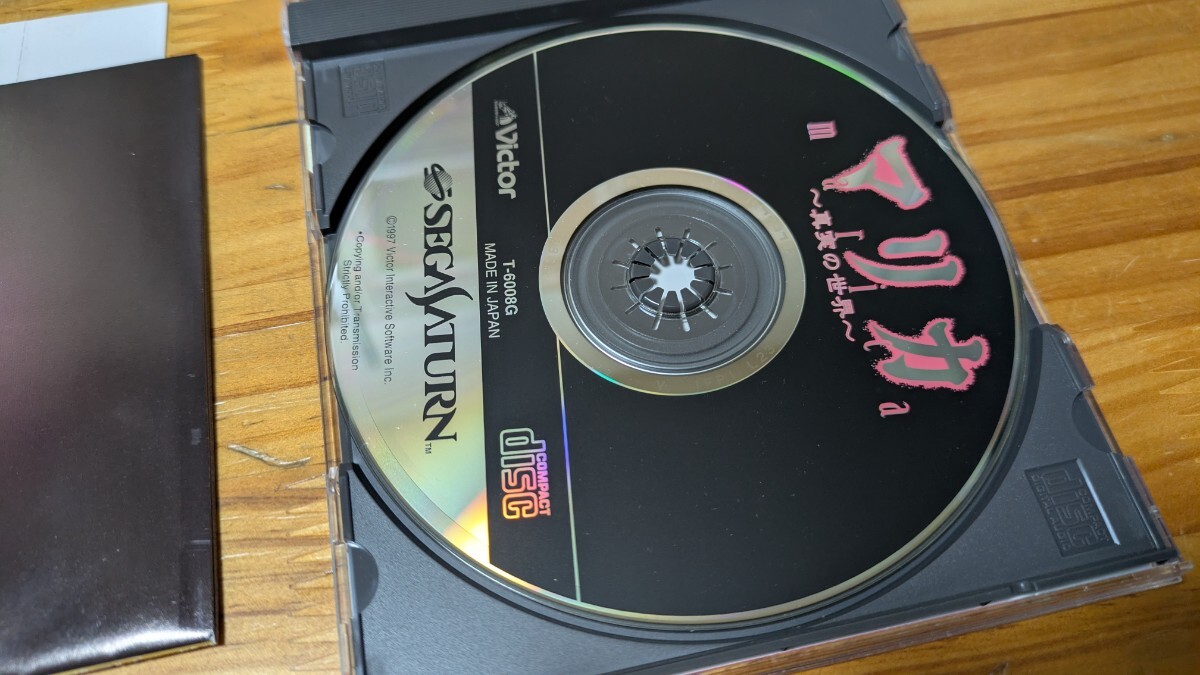 マリカ
～真実の世界～
Victor
T-6008G
MADE IN JAPAN
COMPACT
disc
SEGA SATURN™
©1997 Victor Interactive Software Inc.
*Copying and/or Transmission
Strictly Prohibited.